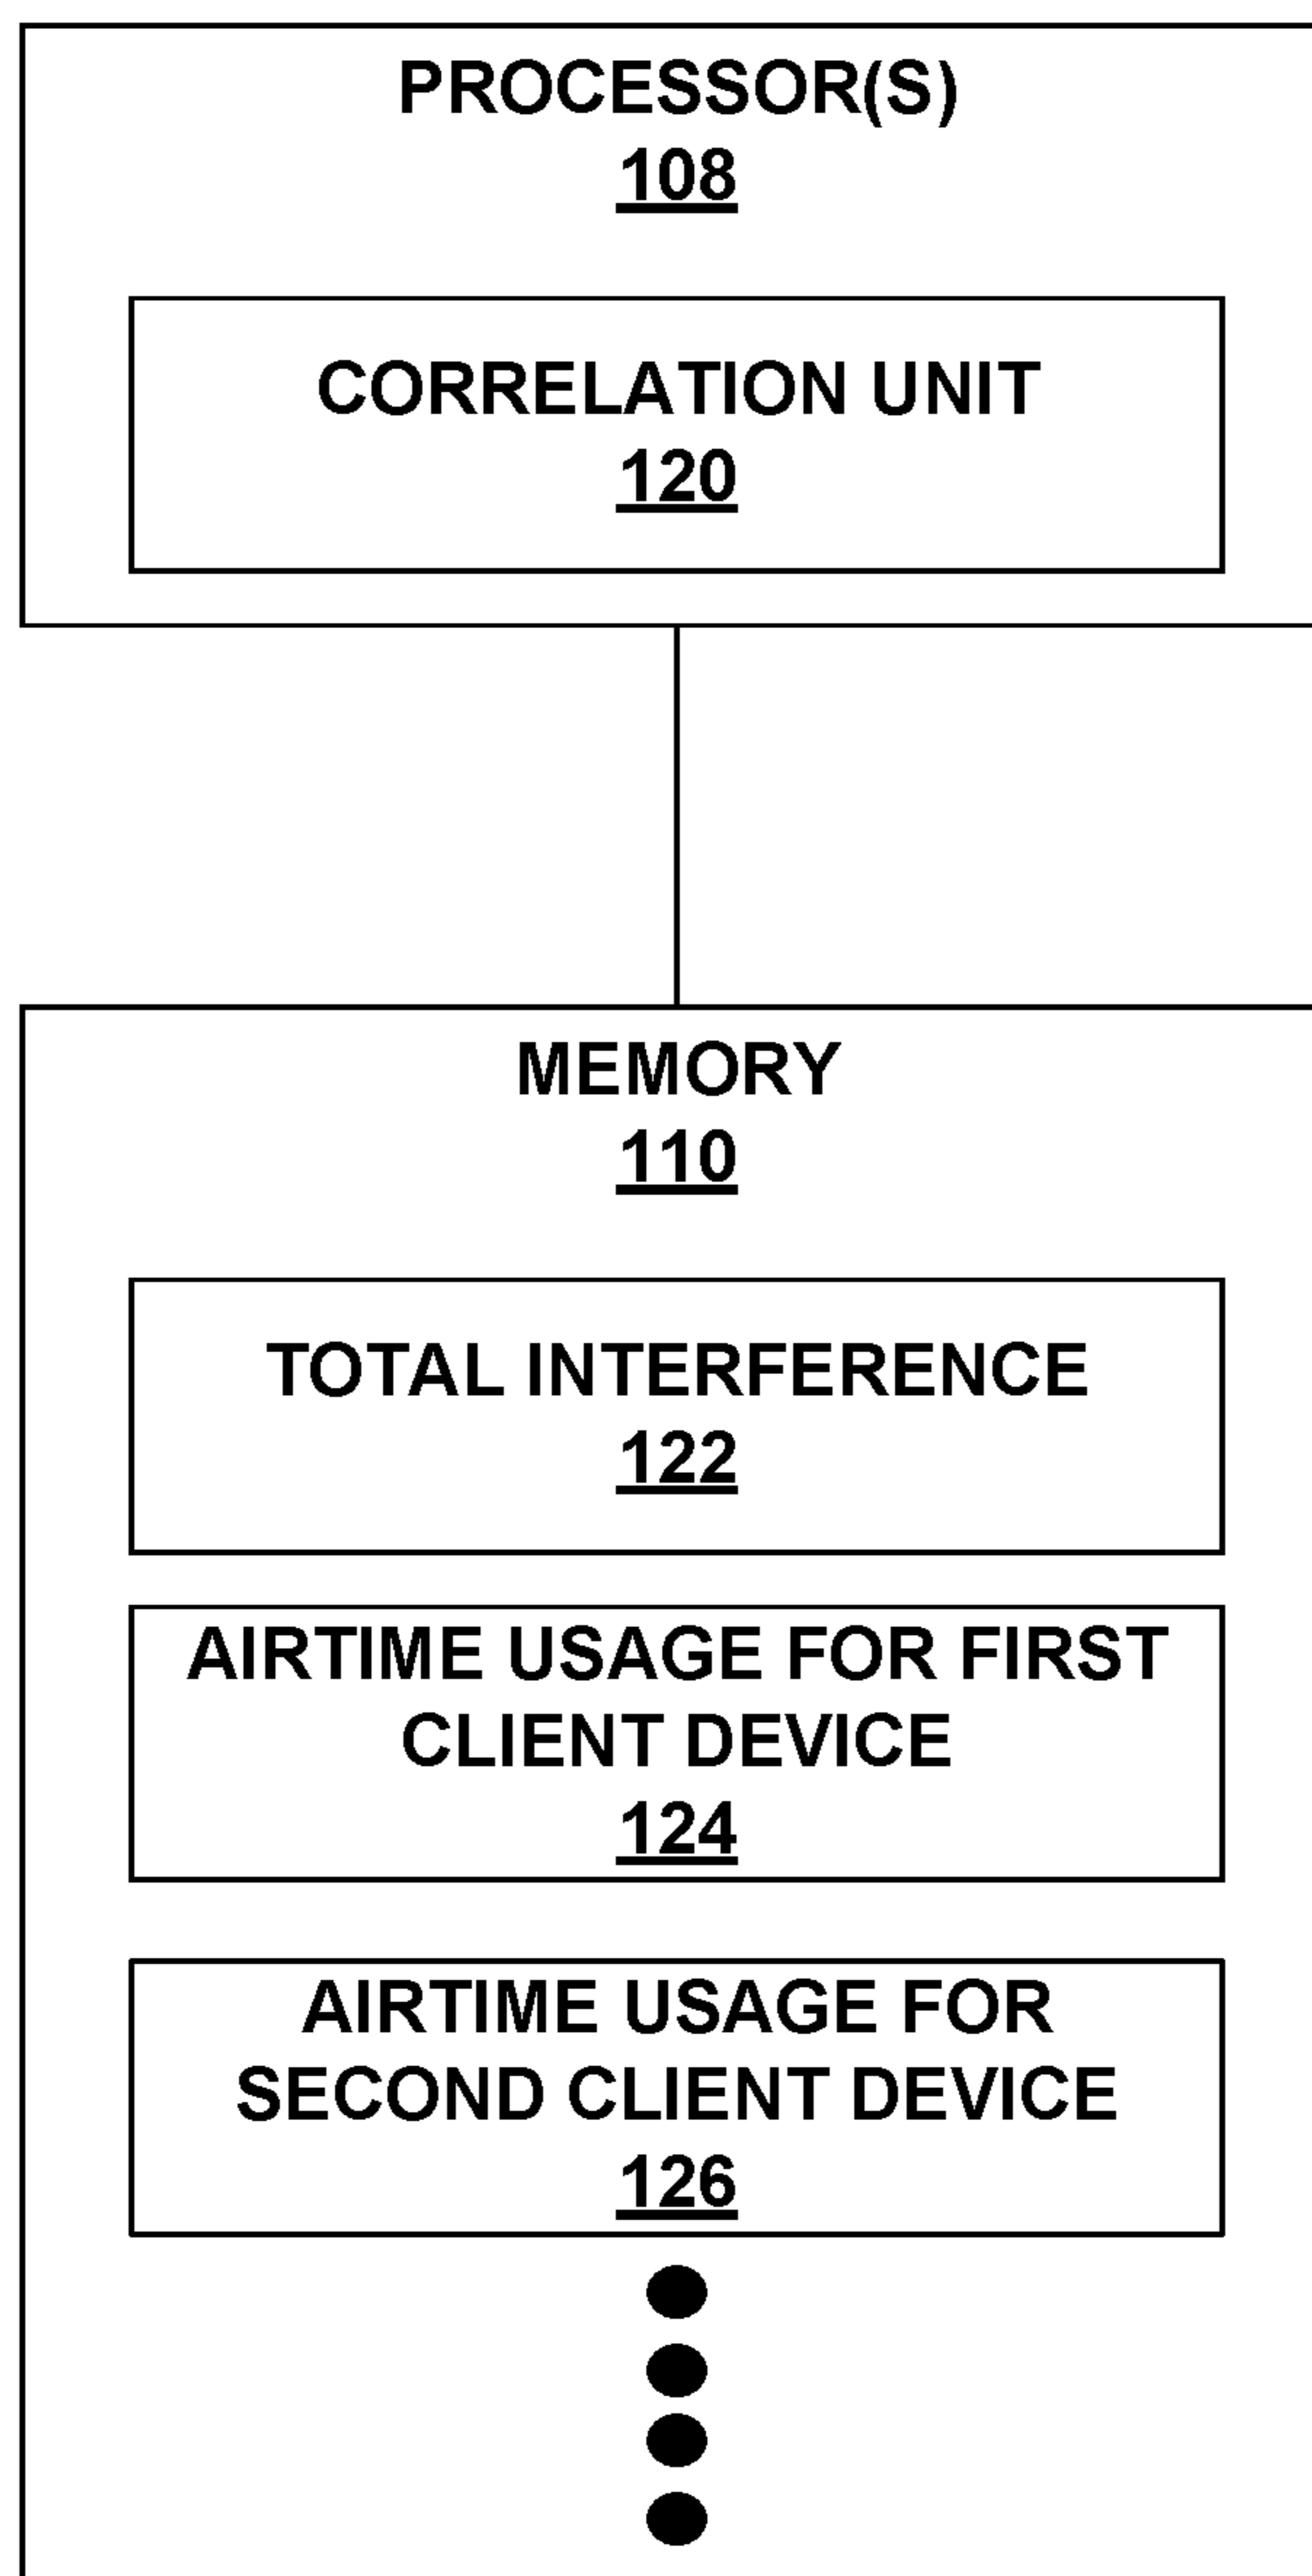 PROCESSOR(S)
108
CORRELATION UNIT
120
MEMORY
110
TOTAL INTERFERENCE
122
AIRTIME USAGE FOR FIRST
CLIENT DEVICE
124
AIRTIME USAGE FOR
SECOND CLIENT DEVICE
126